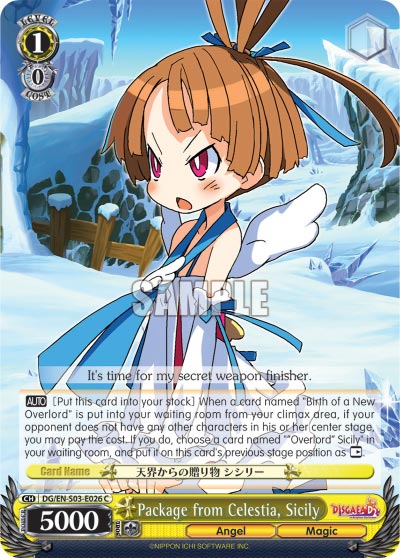 LEVEL
1
0
COST
SAMPLE
It's time for my secret weapon finisher.
AUTO [Put this card into your stock] When a card named "Birth of a New
Overlord" is put into your waiting room from your climax area, if your
opponent does not have any other characters in his or her center stage,
you may pay the cost. If you do, choose a card named ""Overlord" Sicily" in
your waiting room, and put it on this card's previous stage position as
Card Name 天界からの贈り物 シシリー
CH DG/EN-S03-E026 C
5000
SOUL
Package from Celestia, Sicily
DISGAEA
Angel Magic
©NIPPON ICHI SOFTWARE INC.